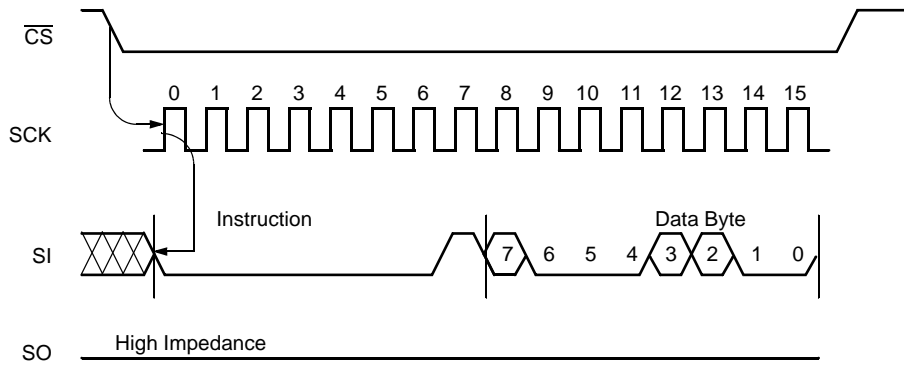 CS
0 1 2 3 4 5 6 7 8 9 10 11 12 13 14 15
SCK
Instruction
Data Byte
SI
7 6 5 4 3 2 1 0
High Impedance
SO